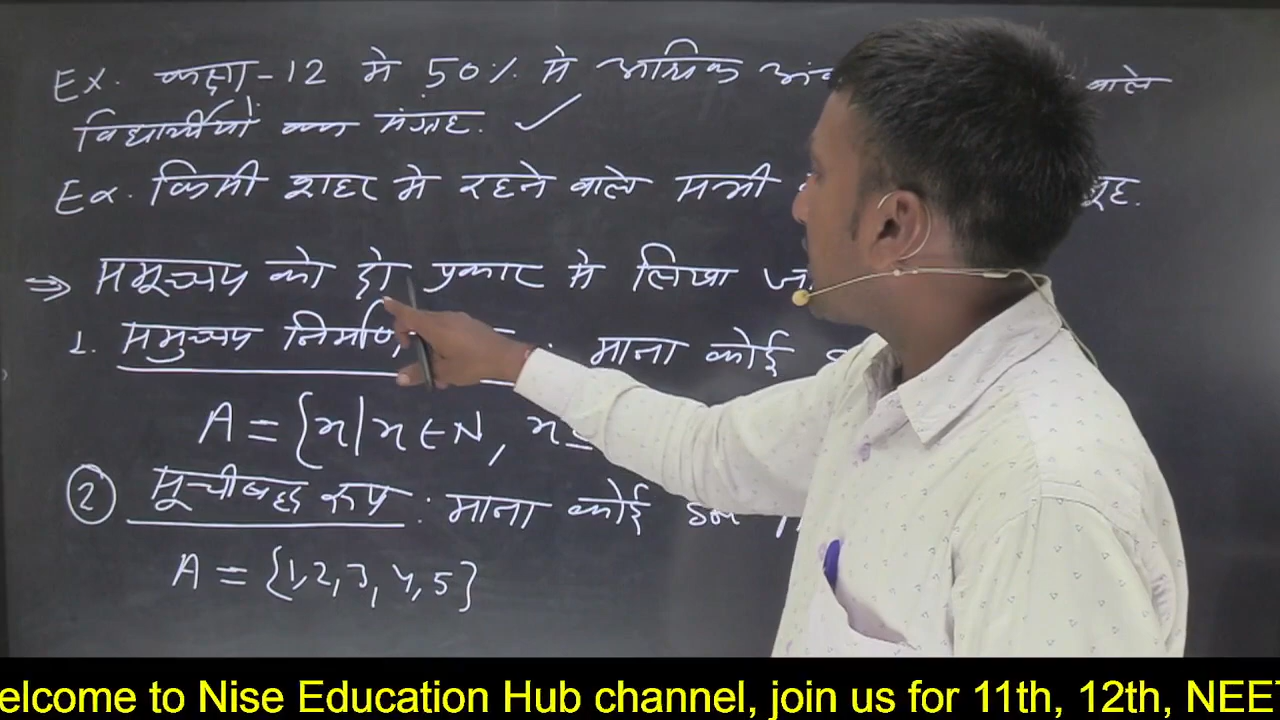 Ex. कक्षा-12 में 50% से अधिक वाले
विद्यार्थीयों का संग्रह. ✓
Ex. किसी शहर में रहने वाले सभी
⇒ समूच्चय को दो प्रकार से लिखा
1. समुच्चय निर्माण : माना कोई
A = {x|x∈N, x≤
② सूचीबद्ध रूप : माना कोई
A = {1,2,3,4,5}
elcome to Nise Education Hub channel, join us for 11th, 12th, NEET